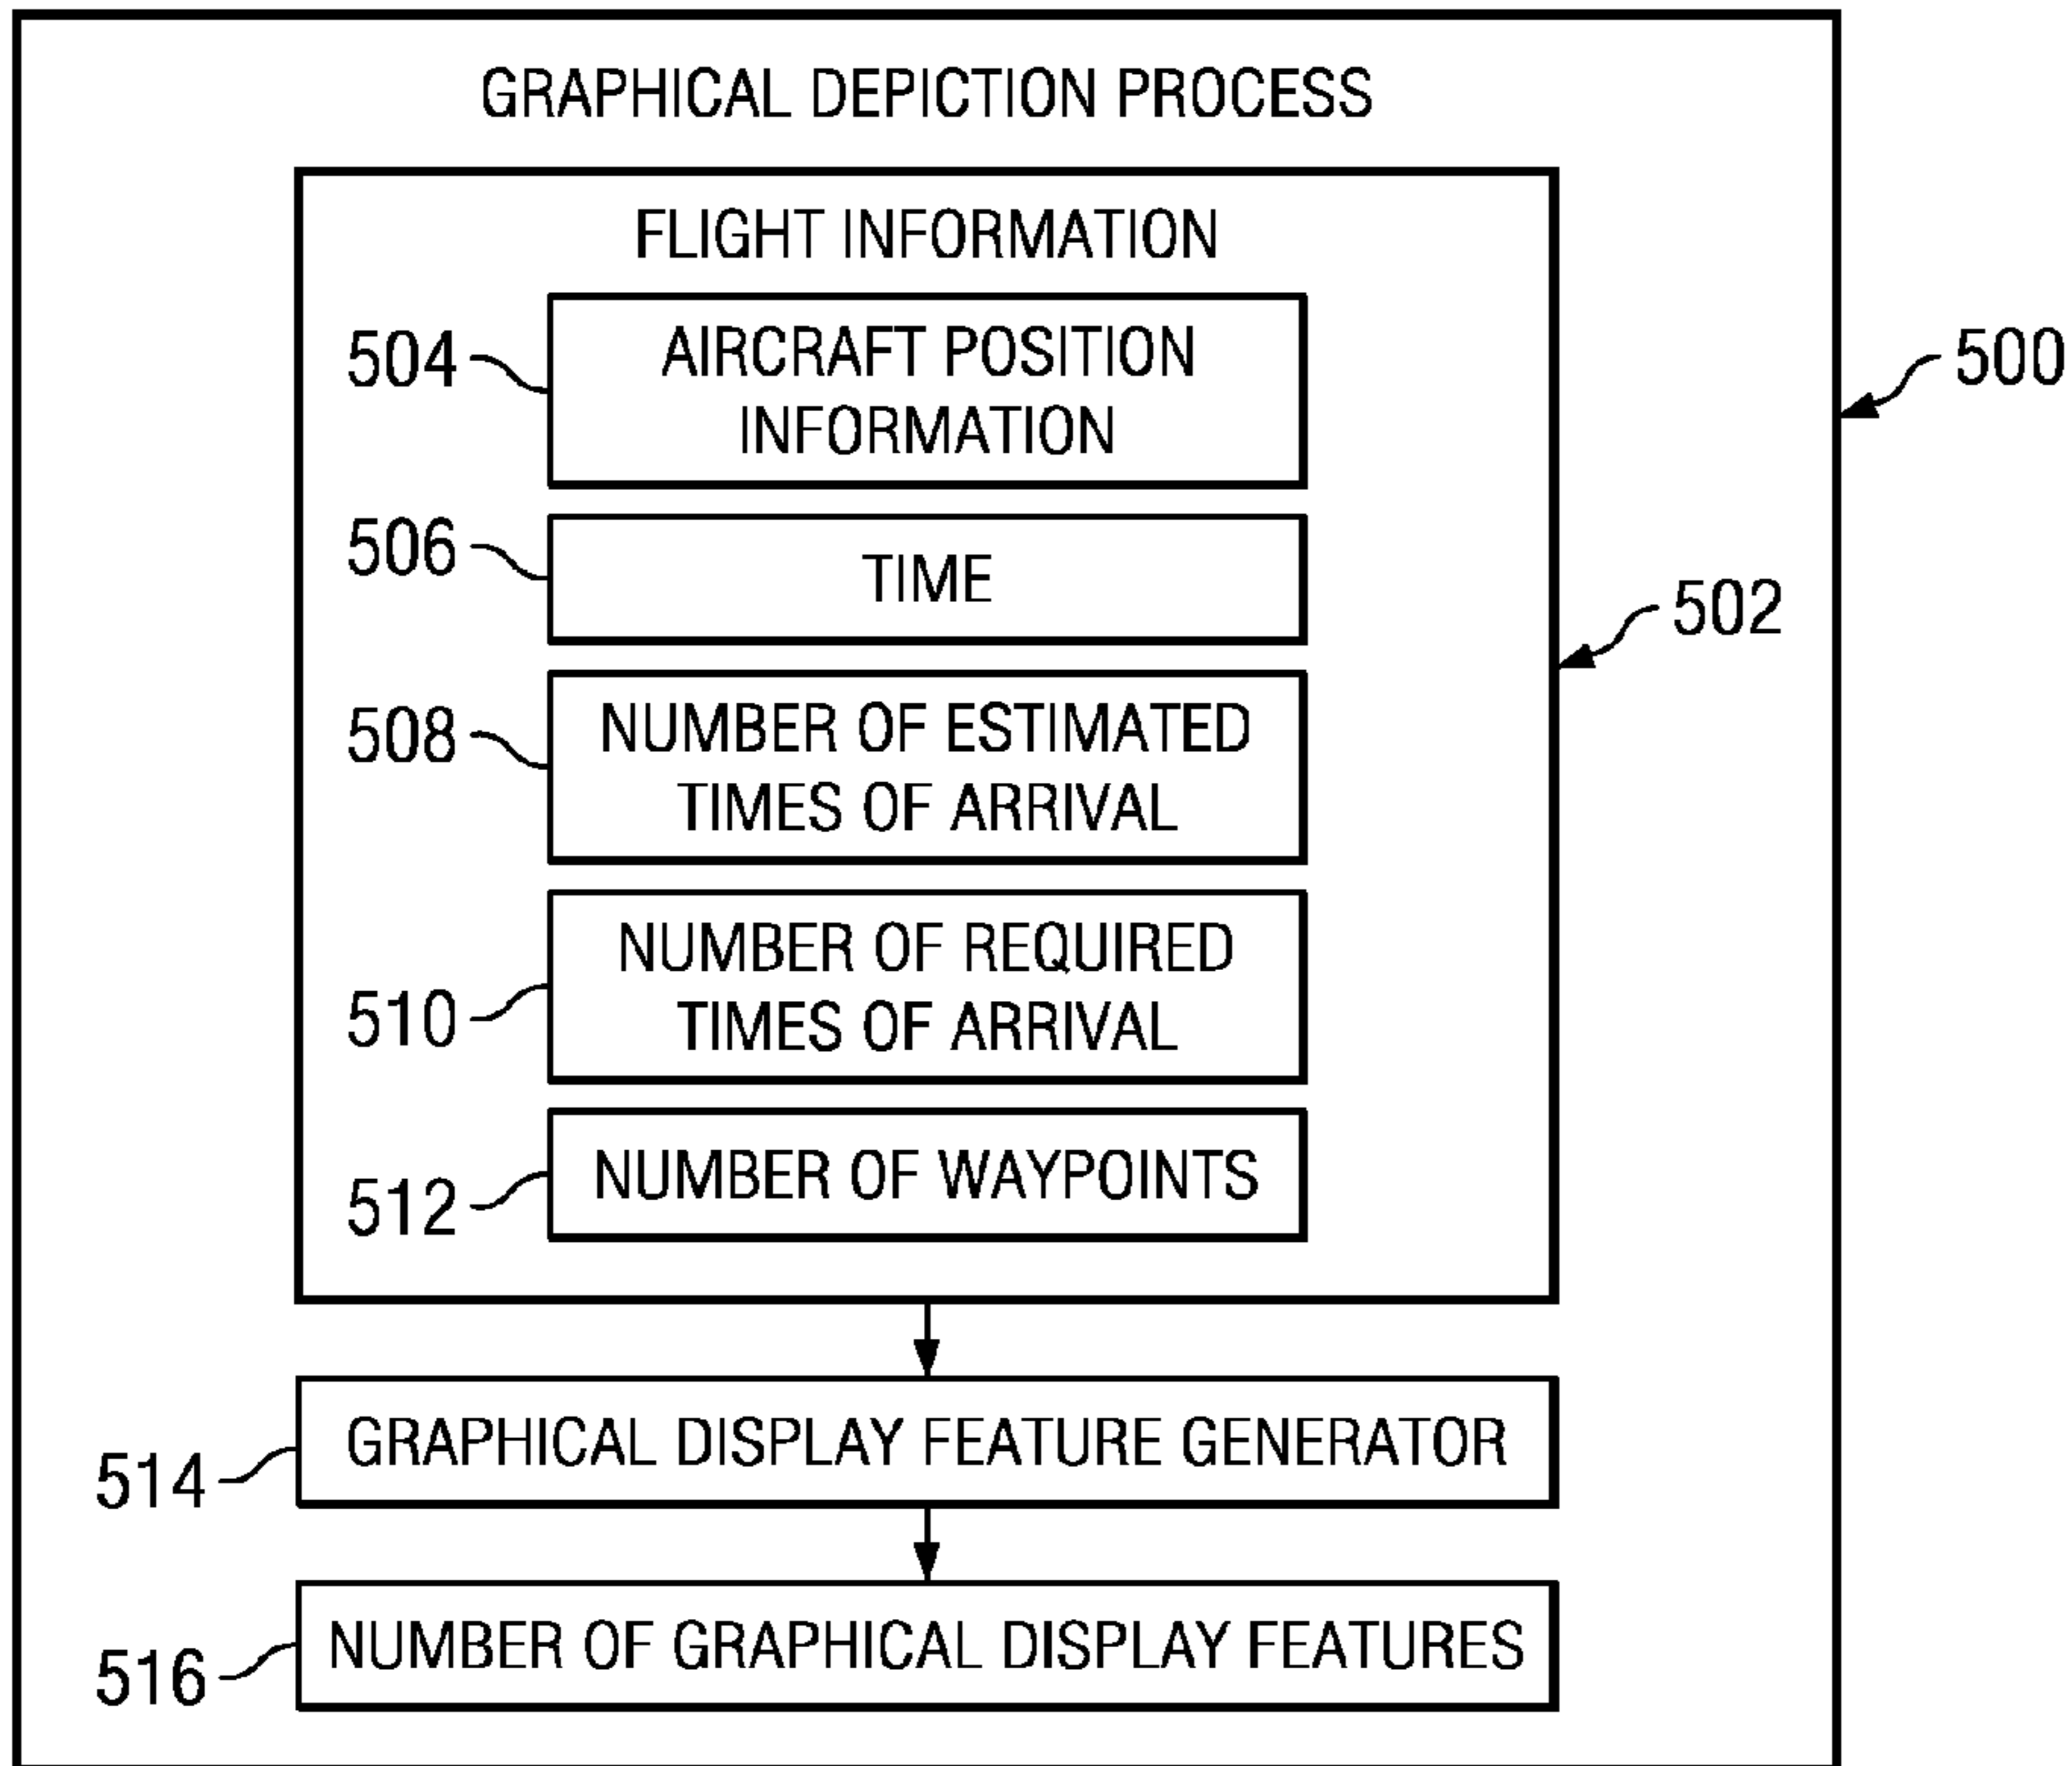 GRAPHICAL DEPICTION PROCESS
FLIGHT INFORMATION
504
AIRCRAFT POSITION
INFORMATION
500
506
TIME
502
508
NUMBER OF ESTIMATED
TIMES OF ARRIVAL
510
NUMBER OF REQUIRED
TIMES OF ARRIVAL
512
NUMBER OF WAYPOINTS
514
GRAPHICAL DISPLAY FEATURE GENERATOR
516
NUMBER OF GRAPHICAL DISPLAY FEATURES